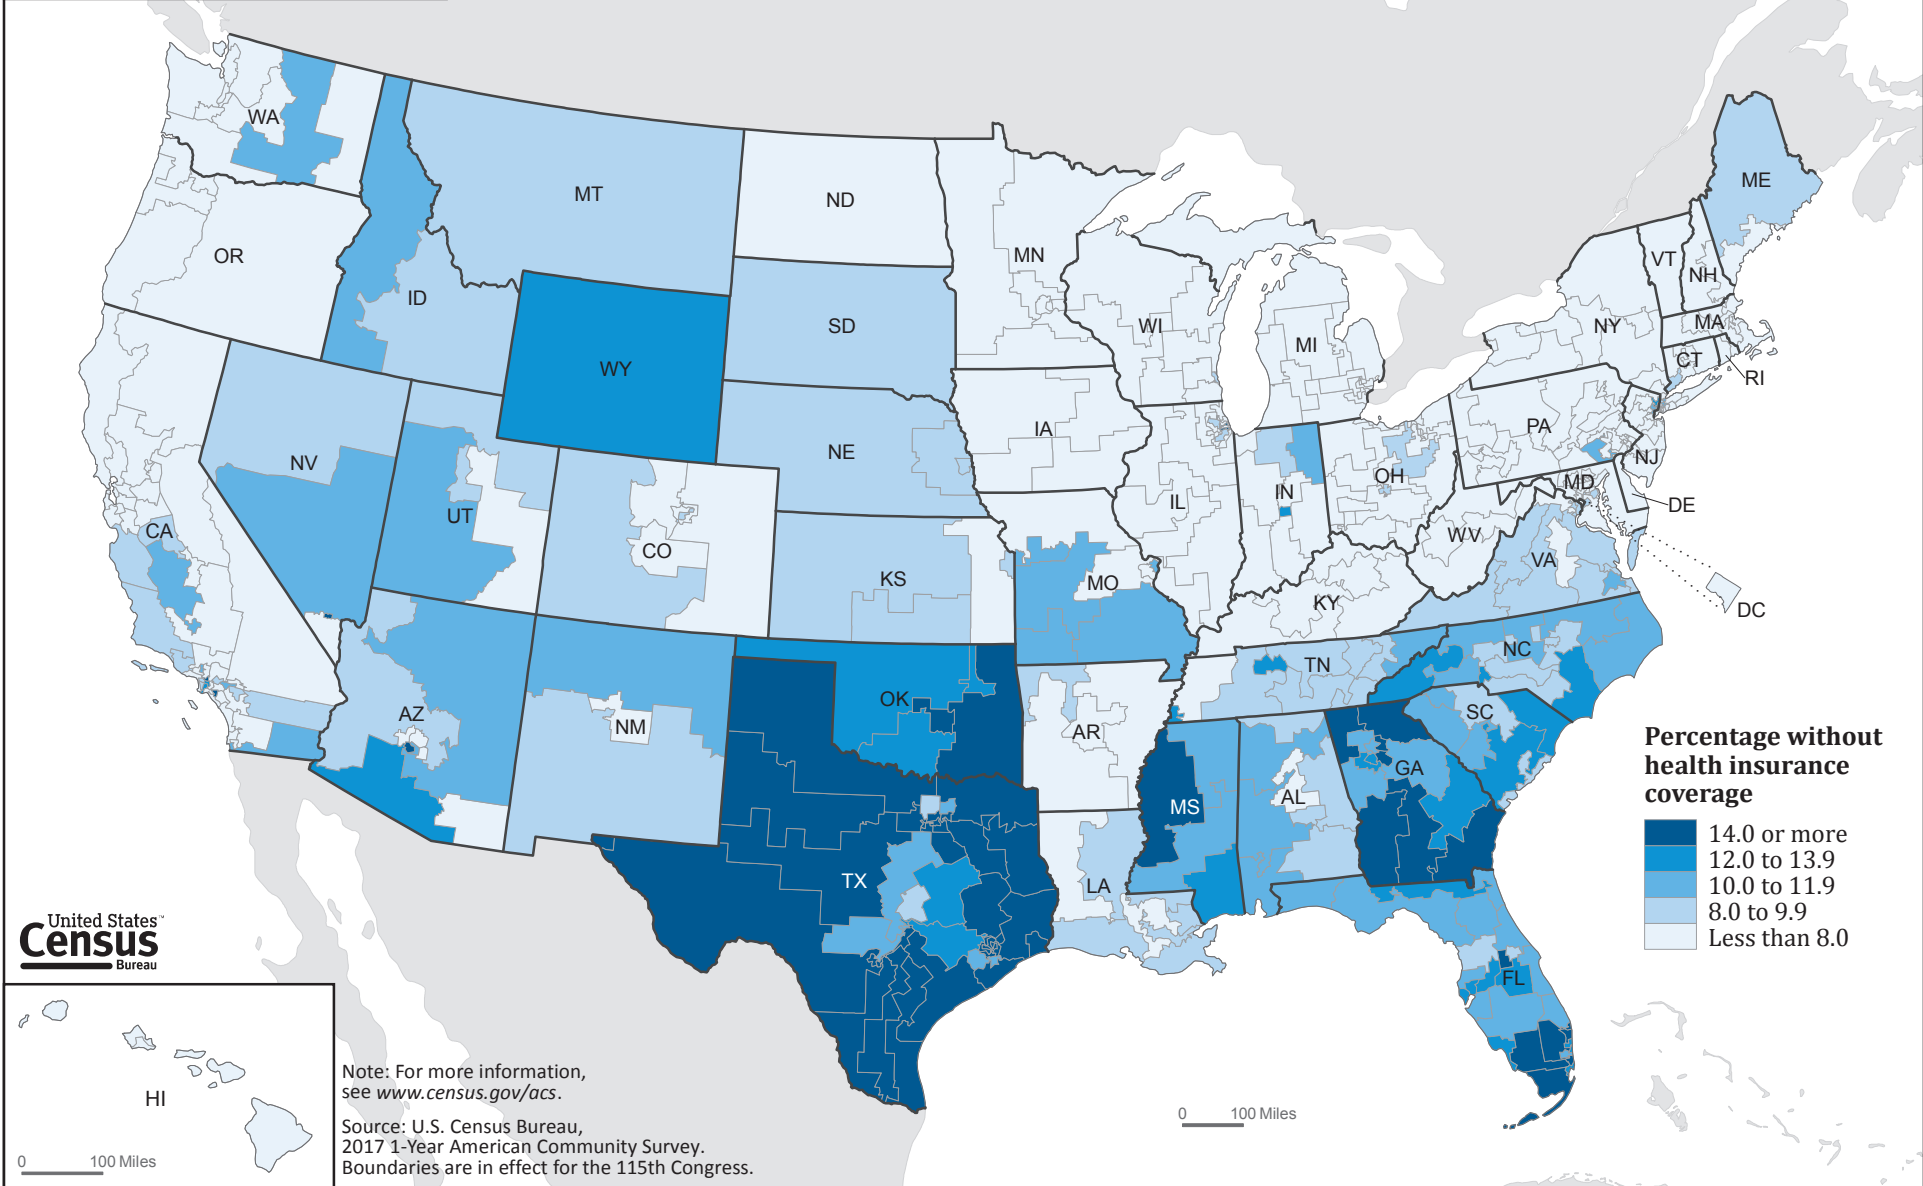 WA
MT
ND
MN
ME
OR
ID
VT
NH
WI
SD
NY
MA
MI
WY
CT
RI
IA
PA
NV
NE
NJ
OH
MD
IN
IL
DE
UT
CA
WV
CO
VA
KS
MO
KY
DC
NC
TN
OK
AZ
NM
SC
AR
GA
AL
MS
TX
LA
FL
HI
Percentage without
health insurance
coverage
14.0 or more
12.0 to 13.9
10.0 to 11.9
8.0 to 9.9
Less than 8.0
United States™
Census
Bureau
Note: For more information,
see www.census.gov/acs.
Source: U.S. Census Bureau,
2017 1-Year American Community Survey.
Boundaries are in effect for the 115th Congress.
0 100 Miles
0 100 Miles